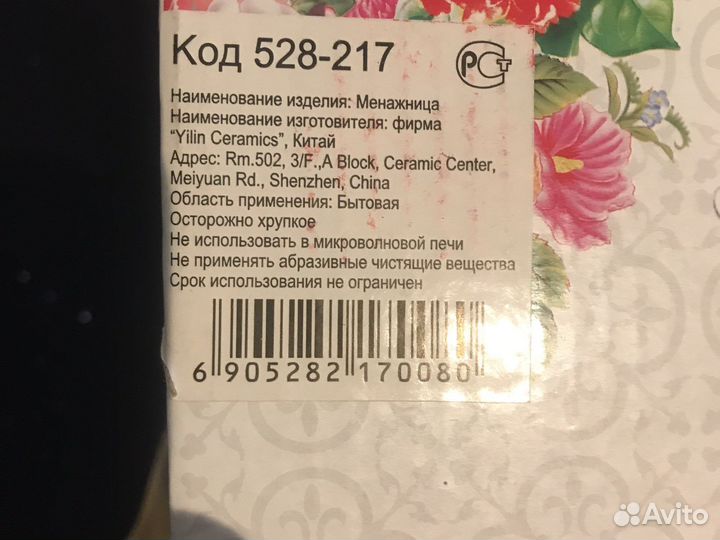 Код 528-217
РСТ
Наименование изделия: Менажница
Наименование изготовителя: фирма
“Yilin Ceramics”, Китай
Адрес: Rm.502, 3/F.,A Block, Ceramic Center,
Meiyuan Rd., Shenzhen, China
Область применения: Бытовая
Осторожно хрупкое
Не использовать в микроволновой печи
Не применять абразивные чистящие вещества
Срок использования не ограничен
6 905282 170080
Avito